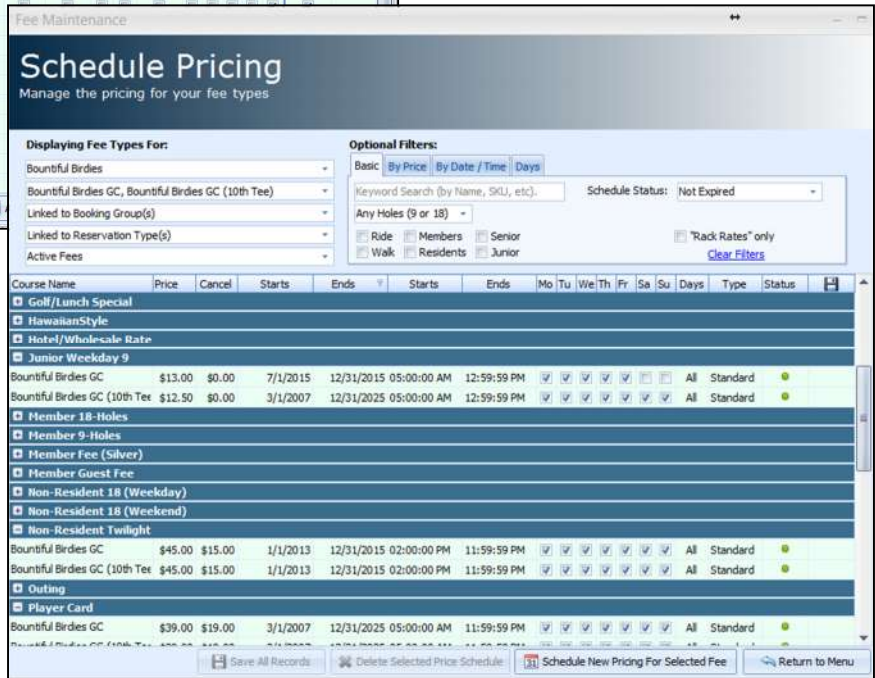 Fee Maintenance
Schedule Pricing
Manage the pricing for your fee types
Displaying Fee Types For:
Bountiful Birdies
Bountiful Birdies GC, Bountiful Birdies GC (10th Tee)
Linked to Booking Group(s)
Linked to Reservation Type(s)
Active Fees
Optional Filters:
Basic By Price By Date / Time Days
Keyword Search (by Name, SKU, etc). Schedule Status: Not Expired
Any Holes (9 or 18)
Ride Members Senior "Rack Rates" only
Walk Residents Junior Clear Filters
Course Name Price Cancel Starts Ends Starts Ends Mo Tu We Th Fr Sa Su Days Type Status
Golf/Lunch Special
HawaiianStyle
Hotel/Wholesale Rate
Junior Weekday 9
Bountiful Birdies GC $13.00 $0.00 7/1/2015 12/31/2015 05:00:00 AM 12:59:59 PM All Standard
Bountiful Birdies GC (10th Tee $12.50 $0.00 3/1/2007 12/31/2025 05:00:00 AM 12:59:59 PM All Standard
Member 18-Holes
Member 9-Holes
Member Fee (Silver)
Member Guest Fee
Non-Resident 18 (Weekday)
Non-Resident 18 (Weekend)
Non-Resident Twilight
Bountiful Birdies GC $45.00 $15.00 1/1/2013 12/31/2015 02:00:00 PM 11:59:59 PM All Standard
Bountiful Birdies GC (10th Tee $45.00 $15.00 1/1/2013 12/31/2015 02:00:00 PM 11:59:59 PM All Standard
Outing
Player Card
Bountiful Birdies GC $39.00 $19.00 3/1/2007 12/31/2025 05:00:00 AM 11:59:59 PM All Standard
Save All Records Delete Selected Price Schedule 31 Schedule New Pricing For Selected Fee Return to Menu